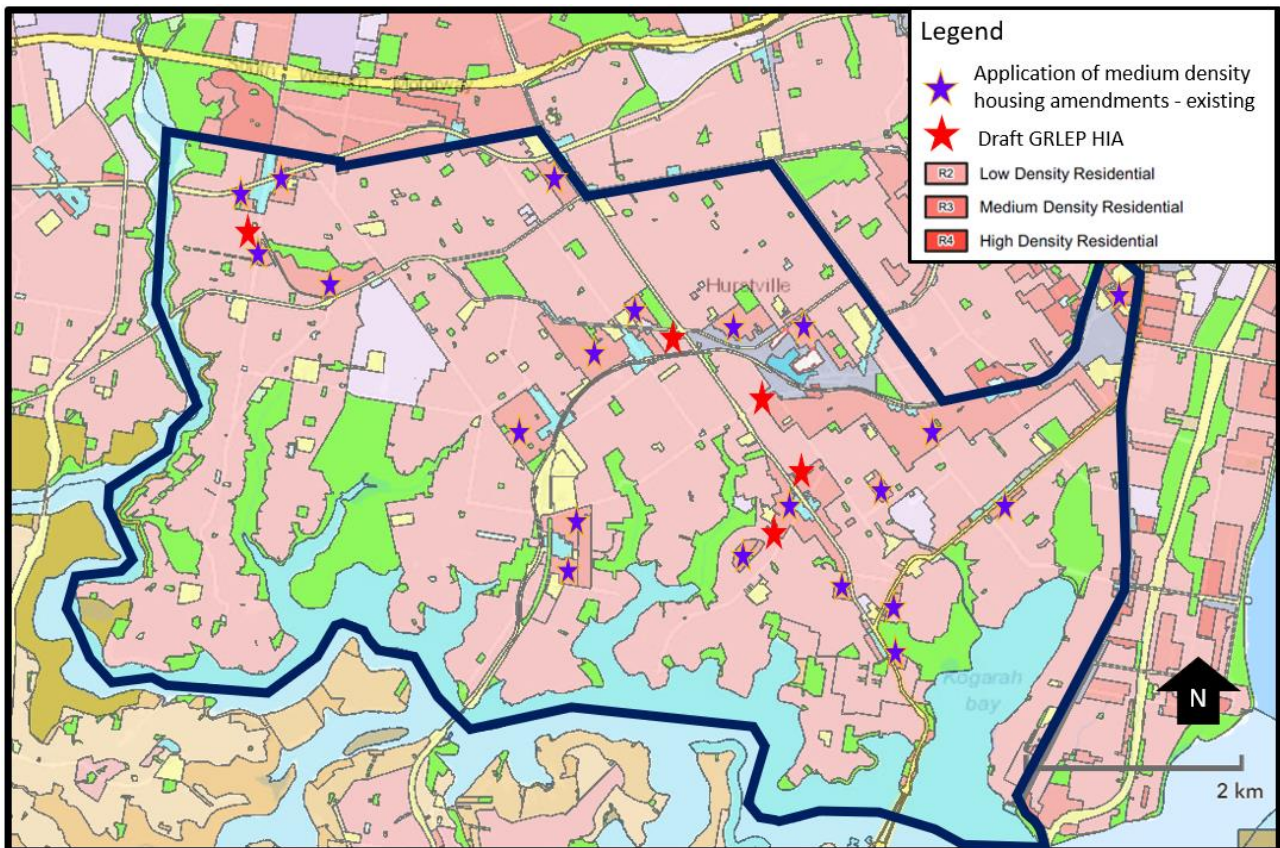 Legend
Application of medium density
housing amendments - existing
Draft GRLEP HIA
R2 Low Density Residential
R3 Medium Density Residential
R4 High Density Residential
Hurstville
Kogarah
bay
N
2 km